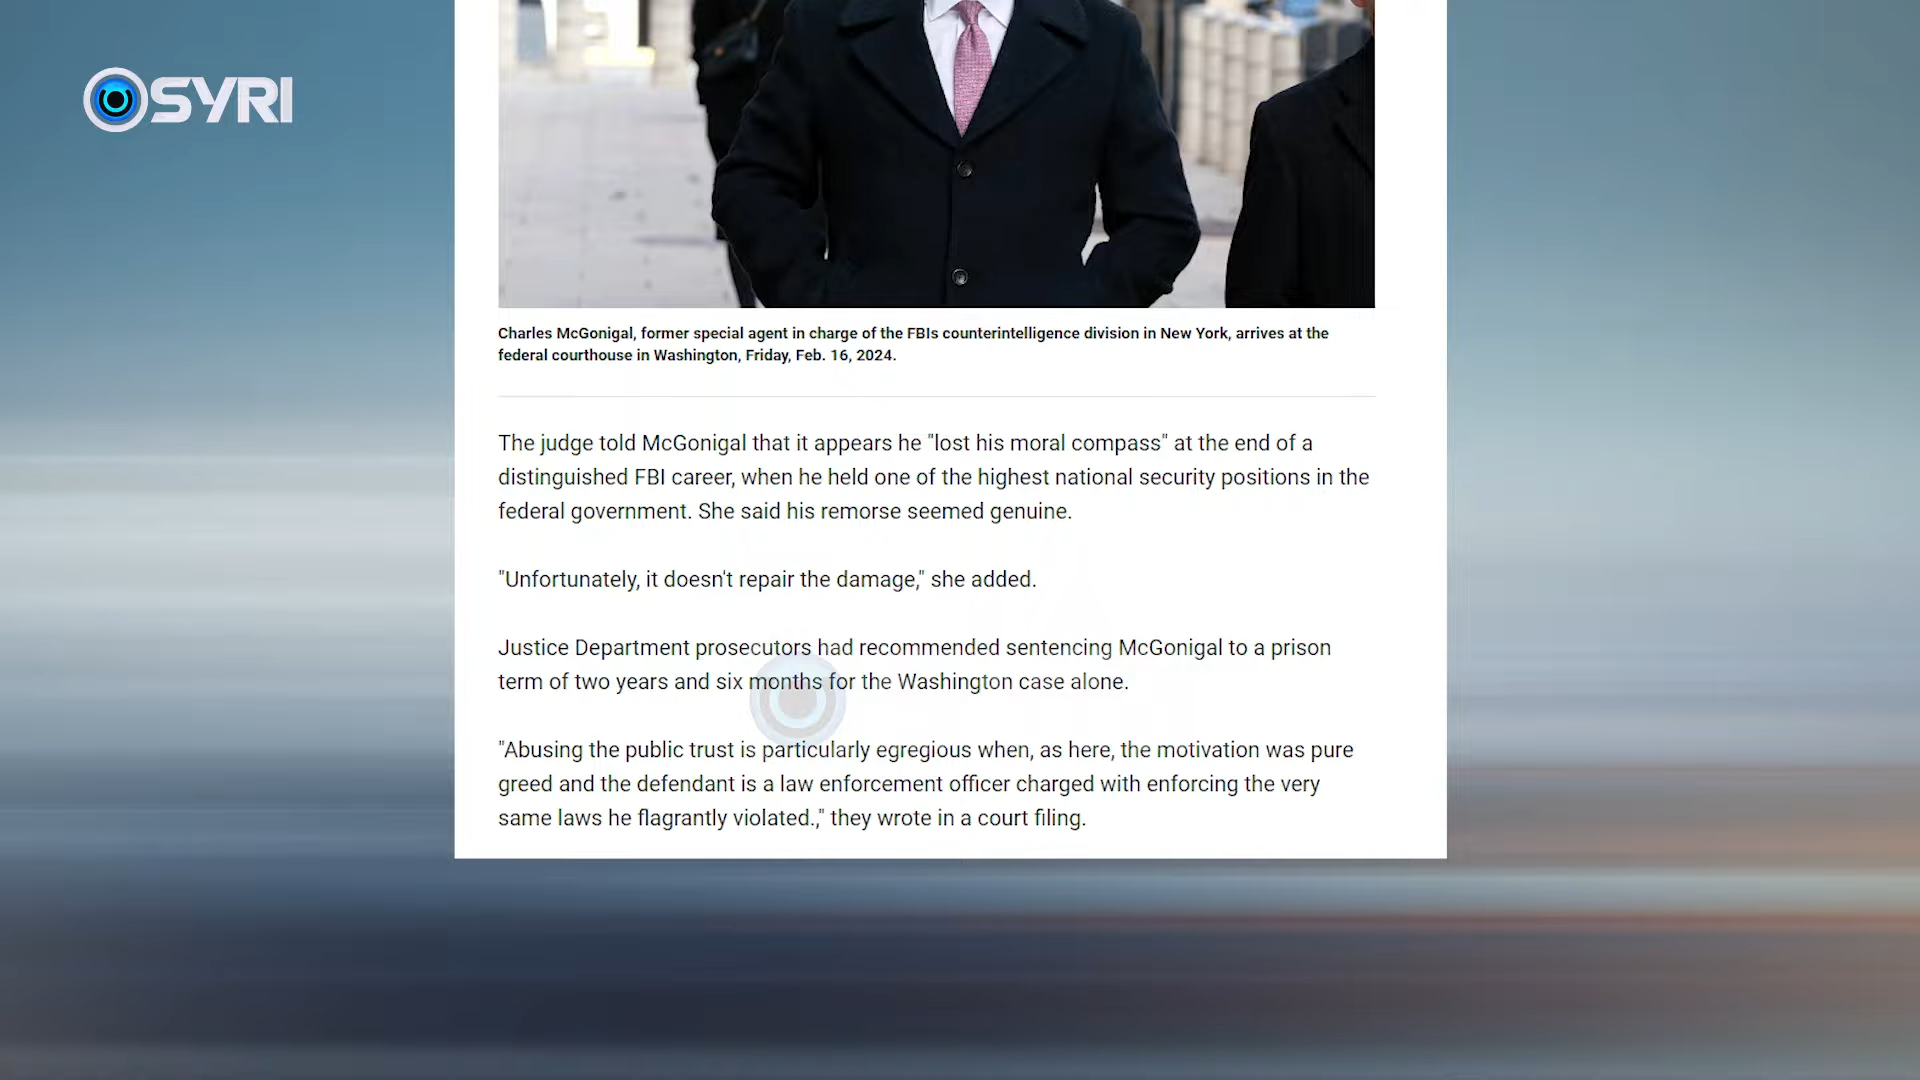 SYRI
Charles McGonigal, former special agent in charge of the FBIs counterintelligence division in New York, arrives at the
federal courthouse in Washington, Friday, Feb. 16, 2024.
The judge told McGonigal that it appears he "lost his moral compass" at the end of a
distinguished FBI career, when he held one of the highest national security positions in the
federal government. She said his remorse seemed genuine.
"Unfortunately, it doesn't repair the damage," she added.
Justice Department prosecutors had recommended sentencing McGonigal to a prison
term of two years and six months for the Washington case alone.
"Abusing the public trust is particularly egregious when, as here, the motivation was pure
greed and the defendant is a law enforcement officer charged with enforcing the very
same laws he flagrantly violated.," they wrote in a court filing.